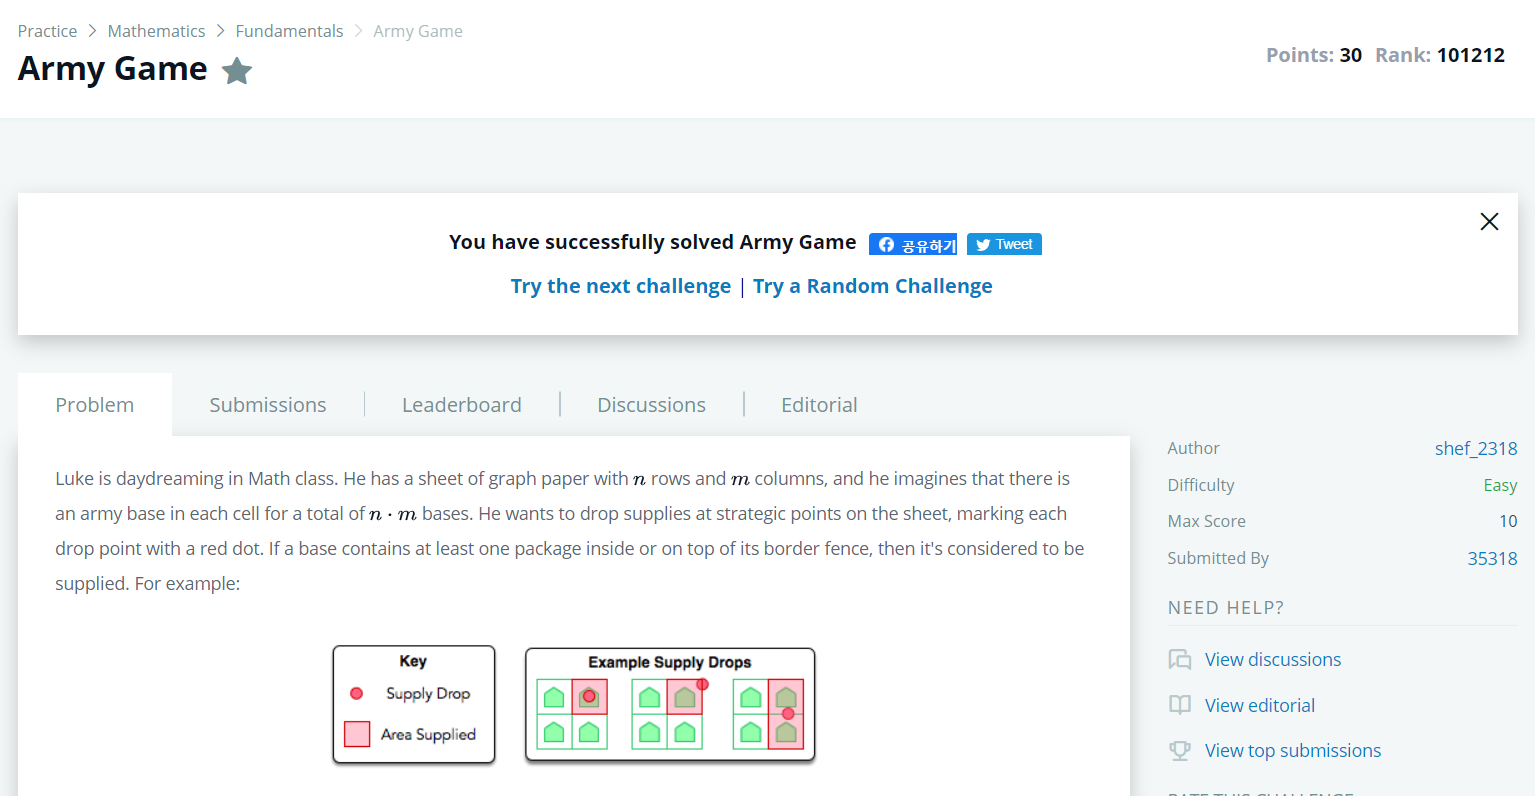 Practice > Mathematics > Fundamentals > Army Game
Army Game
Points: 30 Rank: 101212
You have successfully solved Army Game 공유하기 Tweet
Try the next challenge | Try a Random Challenge
Problem Submissions Leaderboard Discussions Editorial
Luke is daydreaming in Math class. He has a sheet of graph paper with n rows and m columns, and he imagines that there is
an army base in each cell for a total of n · m bases. He wants to drop supplies at strategic points on the sheet, marking each
drop point with a red dot. If a base contains at least one package inside or on top of its border fence, then it's considered to be
supplied. For example:
Key
Supply Drop
Area Supplied
Example Supply Drops
Author shef_2318
Difficulty Easy
Max Score 10
Submitted By 35318
NEED HELP?
View discussions
View editorial
View top submissions
RATE THIS CHALLENGE